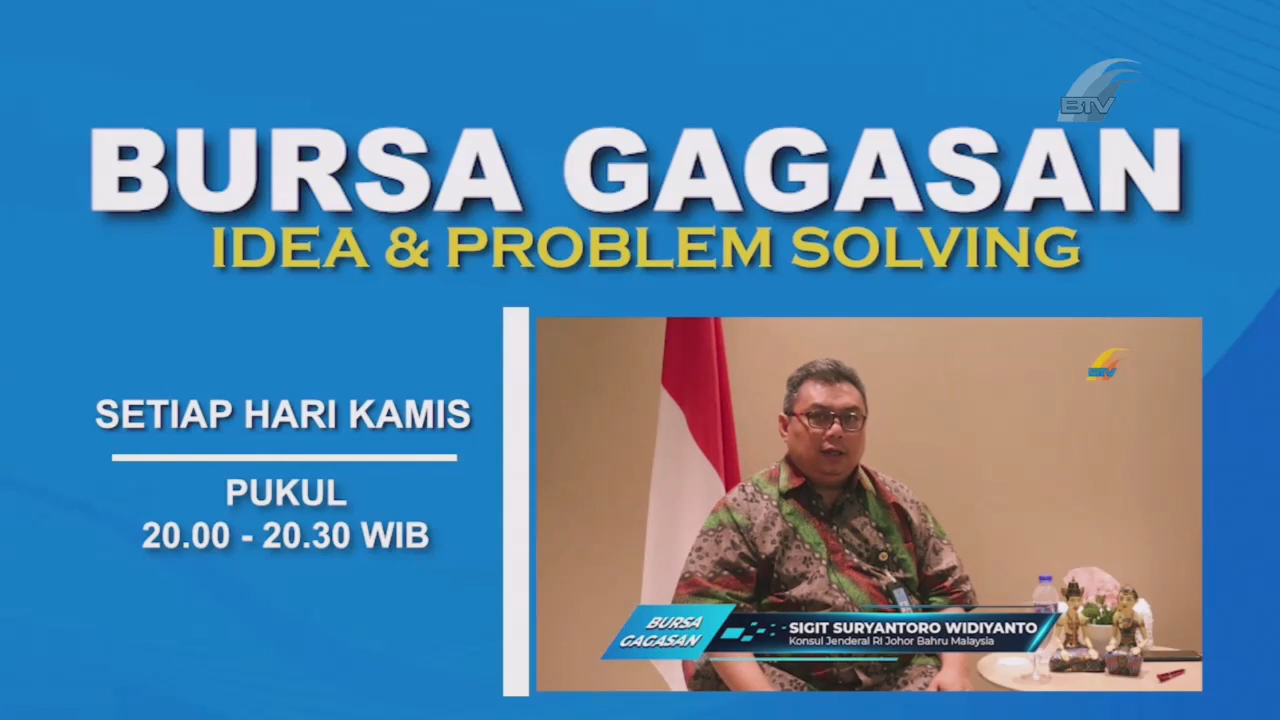 BTV
BURSA GAGASAN
IDEA & PROBLEM SOLVING
SETIAP HARI KAMIS
PUKUL
20.00 - 20.30 WIB
BTV
BURSA
GAGASAN
SIGIT SURYANTORO WIDIYANTO
Konsul Jenderal RI Johor Bahru Malaysia